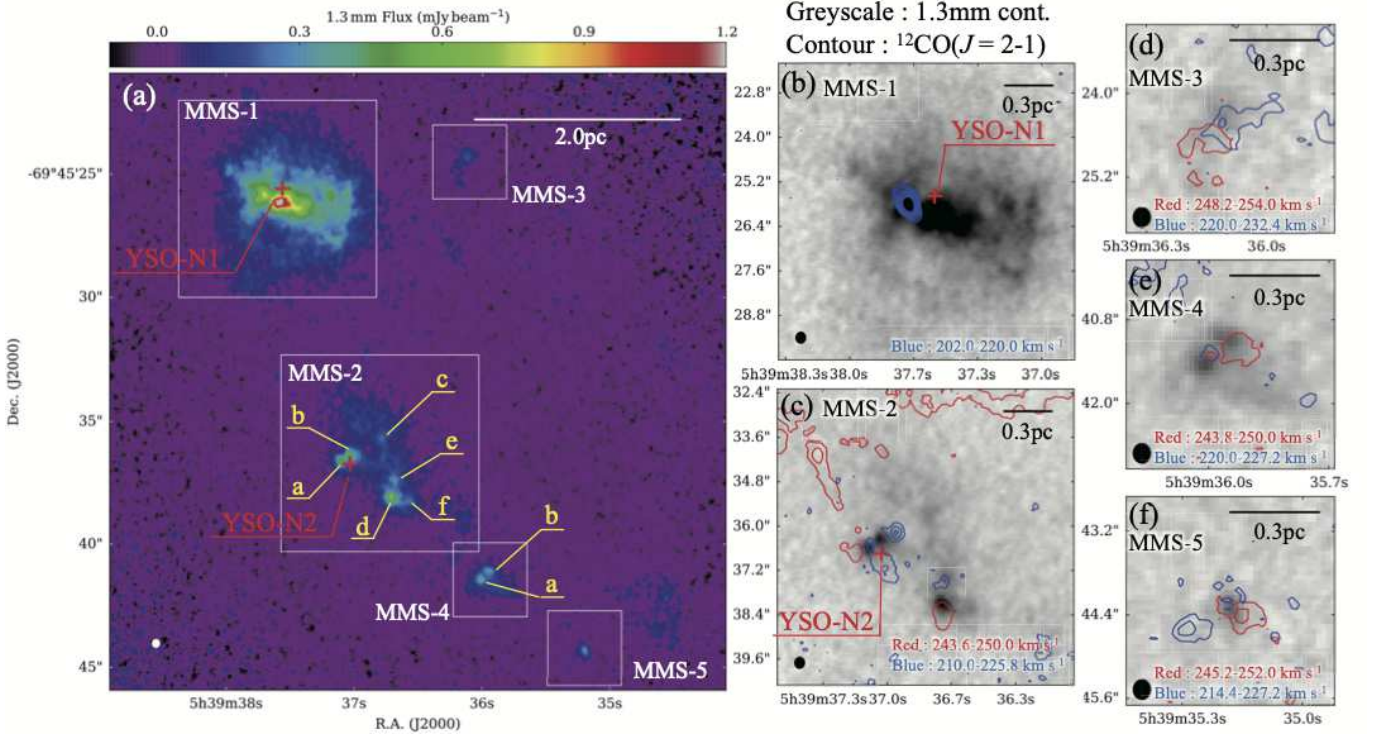 1.3mm Flux (mJybeam⁻¹)
0.0 0.3 0.6 0.9 1.2
(a)
MMS-1
2.0pc
MMS-3
YSO-N1
MMS-2
c
b
e
a
YSO-N2
d
f
b
a
MMS-4
MMS-5
-69°45'25"
30"
35"
40"
45"
Dec. (J2000)
5h39m38s 37s 36s 35s
R.A. (J2000)
Greyscale : 1.3mm cont.
Contour : ¹²CO(J = 2-1)
(b) MMS-1
0.3pc
YSO-N1
22.8"
24.0"
25.2"
26.4"
27.6"
28.8"
Blue : 202.0-220.0 km s⁻¹
5h39m38.3s38.0s 37.7s 37.3s 37.0s
(c) MMS-2
0.3pc
32.4"
33.6"
34.8"
36.0"
37.2"
38.4"
39.6"
YSO-N2
Red : 243.6-250.0 km s⁻¹
Blue : 210.0-225.8 km s⁻¹
5h39m37.3s37.0s 36.7s 36.3s
(d)
MMS-3
0.3pc
24.0"
25.2"
Red : 248.2-254.0 km s⁻¹
Blue : 220.0-232.4 km s⁻¹
5h39m36.3s 36.0s
(e)
MMS-4
0.3pc
40.8"
42.0"
Red : 243.8-250.0 km s⁻¹
Blue : 220.0-227.2 km s⁻¹
5h39m36.0s 35.7s
(f)
MMS-5
0.3pc
43.2"
44.4"
45.6"
Red : 245.2-252.0 km s⁻¹
Blue : 214.4-227.2 km s⁻¹
5h39m35.3s 35.0s